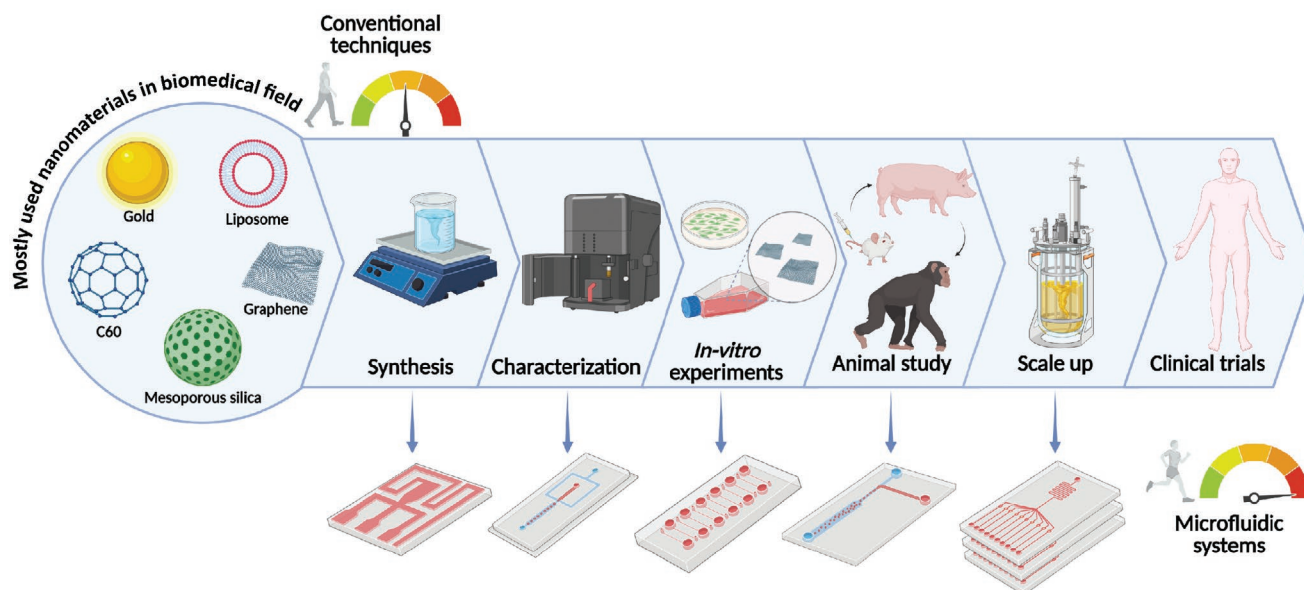 Conventional
techniques
Mostly used nanomaterials in biomedical field
Gold
Liposome
C60
Graphene
Mesoporous silica
Synthesis
Characterization
In-vitro
experiments
Animal study
Scale up
Clinical trials
Microfluidic
systems